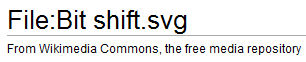 File:Bit shift.svg
From Wikimedia Commons, the free media repository